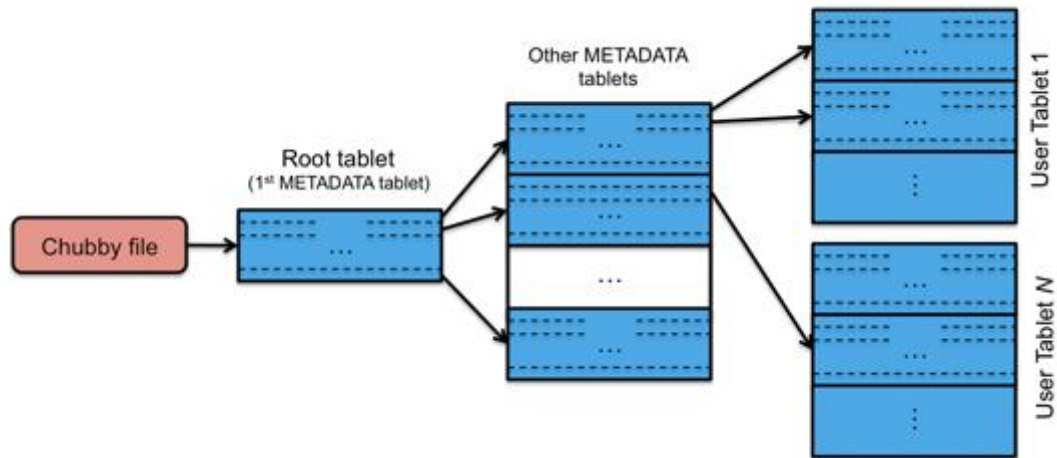 Chubby file
Root tablet
(1st METADATA tablet)
...
Other METADATA
tablets
...
...
...
...
...
...
⋮
User Tablet 1
...
...
⋮
User Tablet N